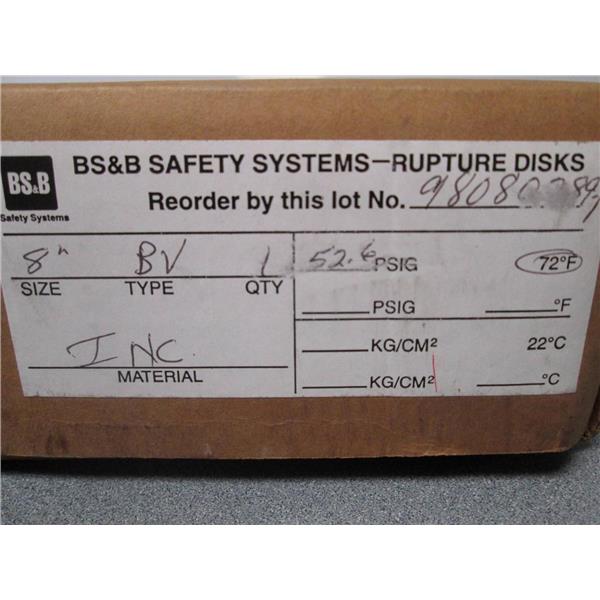 BS&B SAFETY SYSTEMS—RUPTURE DISKS
BS&B
Safety Systems
Reorder by this lot No.
8" BV 1
SIZE TYPE QTY
INC
MATERIAL
52.6 PSIG 72°F
PSIG °F
KG/CM² 22°C
KG/CM² °C